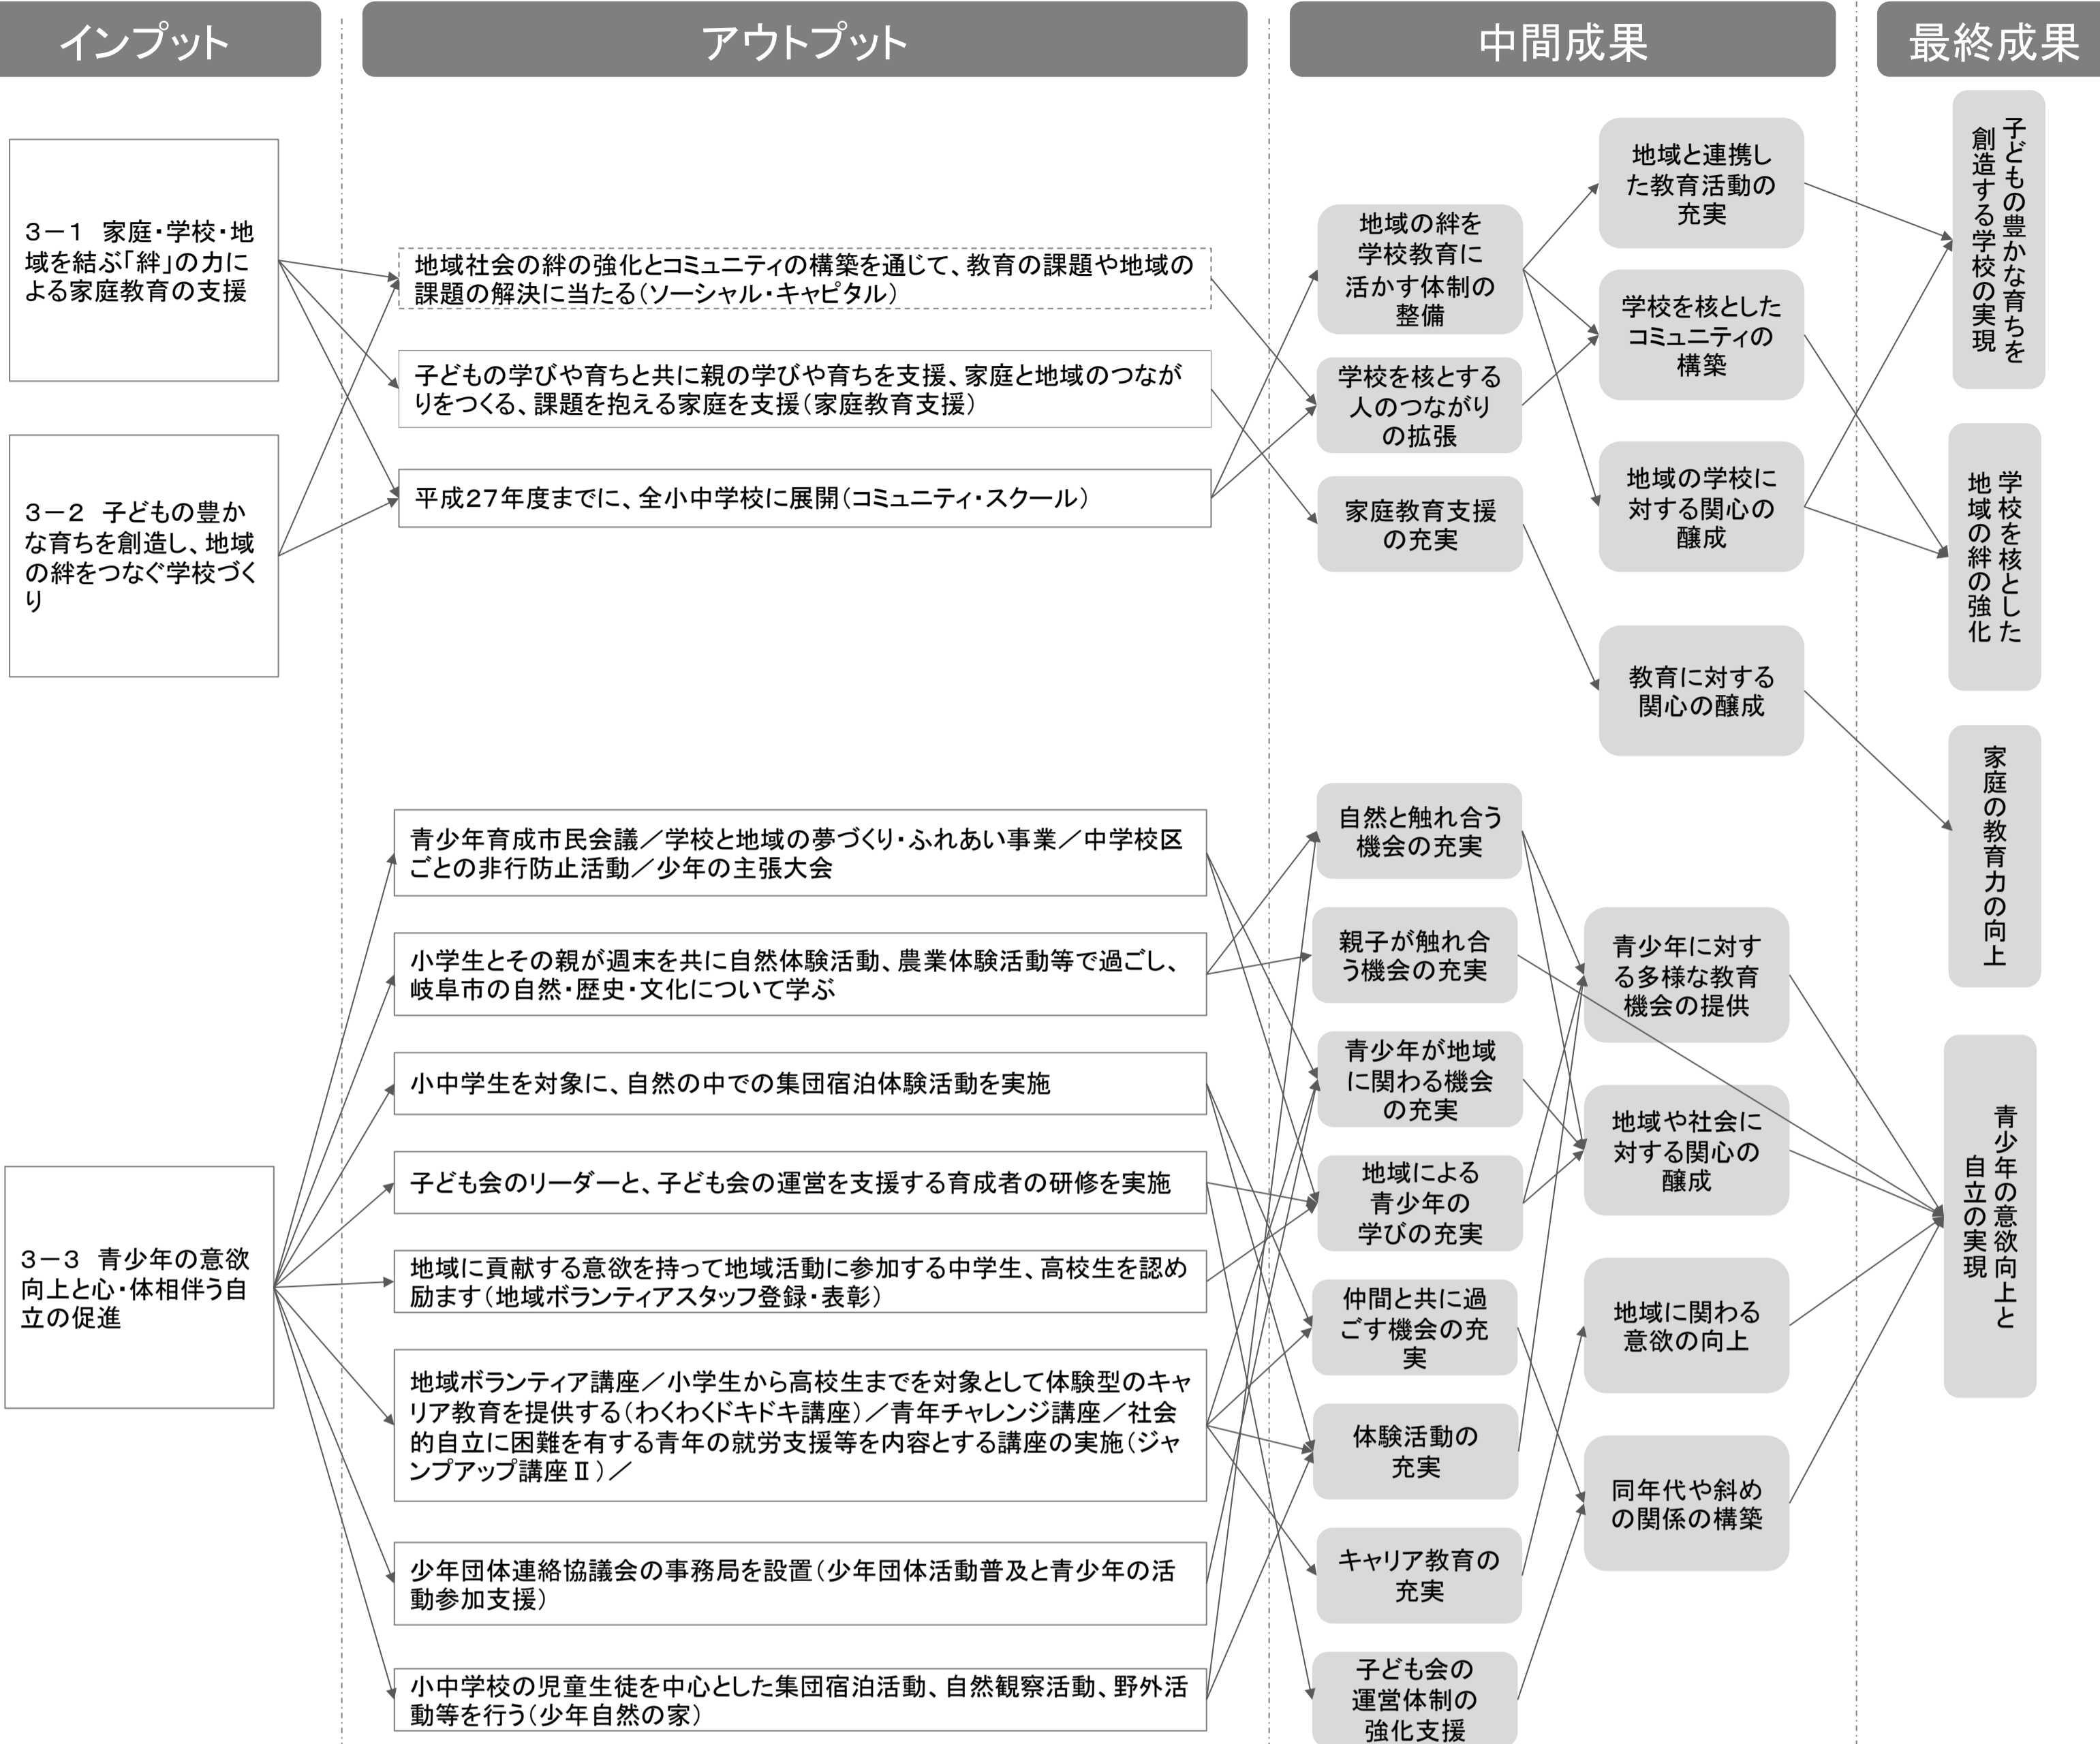 インプット
アウトプット
中間成果
最終成果
3－1　家庭・学校・地
域を結ぶ「絆」の力に
よる家庭教育の支援
3－2　子どもの豊か
な育ちを創造し、地域
の絆をつなぐ学校づく
り
3－3　青少年の意欲
向上と心・体相伴う自
立の促進
地域社会の絆の強化とコミュニティの構築を通じて、教育の課題や地域の
課題の解決に当たる（ソーシャル・キャピタル）
子どもの学びや育ちと共に親の学びや育ちを支援、家庭と地域のつなが
りをつくる、課題を抱える家庭を支援（家庭教育支援）
平成27年度までに、全小中学校に展開（コミュニティ・スクール）
青少年育成市民会議／学校と地域の夢づくり・ふれあい事業／中学校区
ごとの非行防止活動／少年の主張大会
小学生とその親が週末を共に自然体験活動、農業体験活動等で過ごし、
岐阜市の自然・歴史・文化について学ぶ
小中学生を対象に、自然の中での集団宿泊体験活動を実施
子ども会のリーダーと、子ども会の運営を支援する育成者の研修を実施
地域に貢献する意欲を持って地域活動に参加する中学生、高校生を認め
励ます（地域ボランティアスタッフ登録・表彰）
地域ボランティア講座／小学生から高校生までを対象として体験型のキャ
リア教育を提供する（わくわくドキドキ講座）／青年チャレンジ講座／社会
的自立に困難を有する青年の就労支援等を内容とする講座の実施（ジャ
ンプアップ講座Ⅱ）／
少年団体連絡協議会の事務局を設置（少年団体活動普及と青少年の活
動参加支援）
小中学校の児童生徒を中心とした集団宿泊活動、自然観察活動、野外活
動等を行う（少年自然の家）
地域の絆を
学校教育に
活かす体制の
整備
学校を核とする
人のつながり
の拡張
家庭教育支援
の充実
自然と触れ合う
機会の充実
親子が触れ合
う機会の充実
青少年が地域
に関わる機会
の充実
地域による
青少年の
学びの充実
仲間と共に過
ごす機会の充
実
体験活動の
充実
キャリア教育の
充実
子ども会の
運営体制の
強化支援
地域と連携し
た教育活動の
充実
学校を核とした
コミュニティの
構築
地域の学校に
対する関心の
醸成
教育に対する
関心の醸成
青少年に対す
る多様な教育
機会の提供
地域や社会に
対する関心の
醸成
地域に関わる
意欲の向上
同年代や斜め
の関係の構築
子どもの豊かな育ちを
創造する学校の実現
学校を核とした
地域の絆の強化
家庭の教育力の向上
青少年の意欲向上と
自立の実現